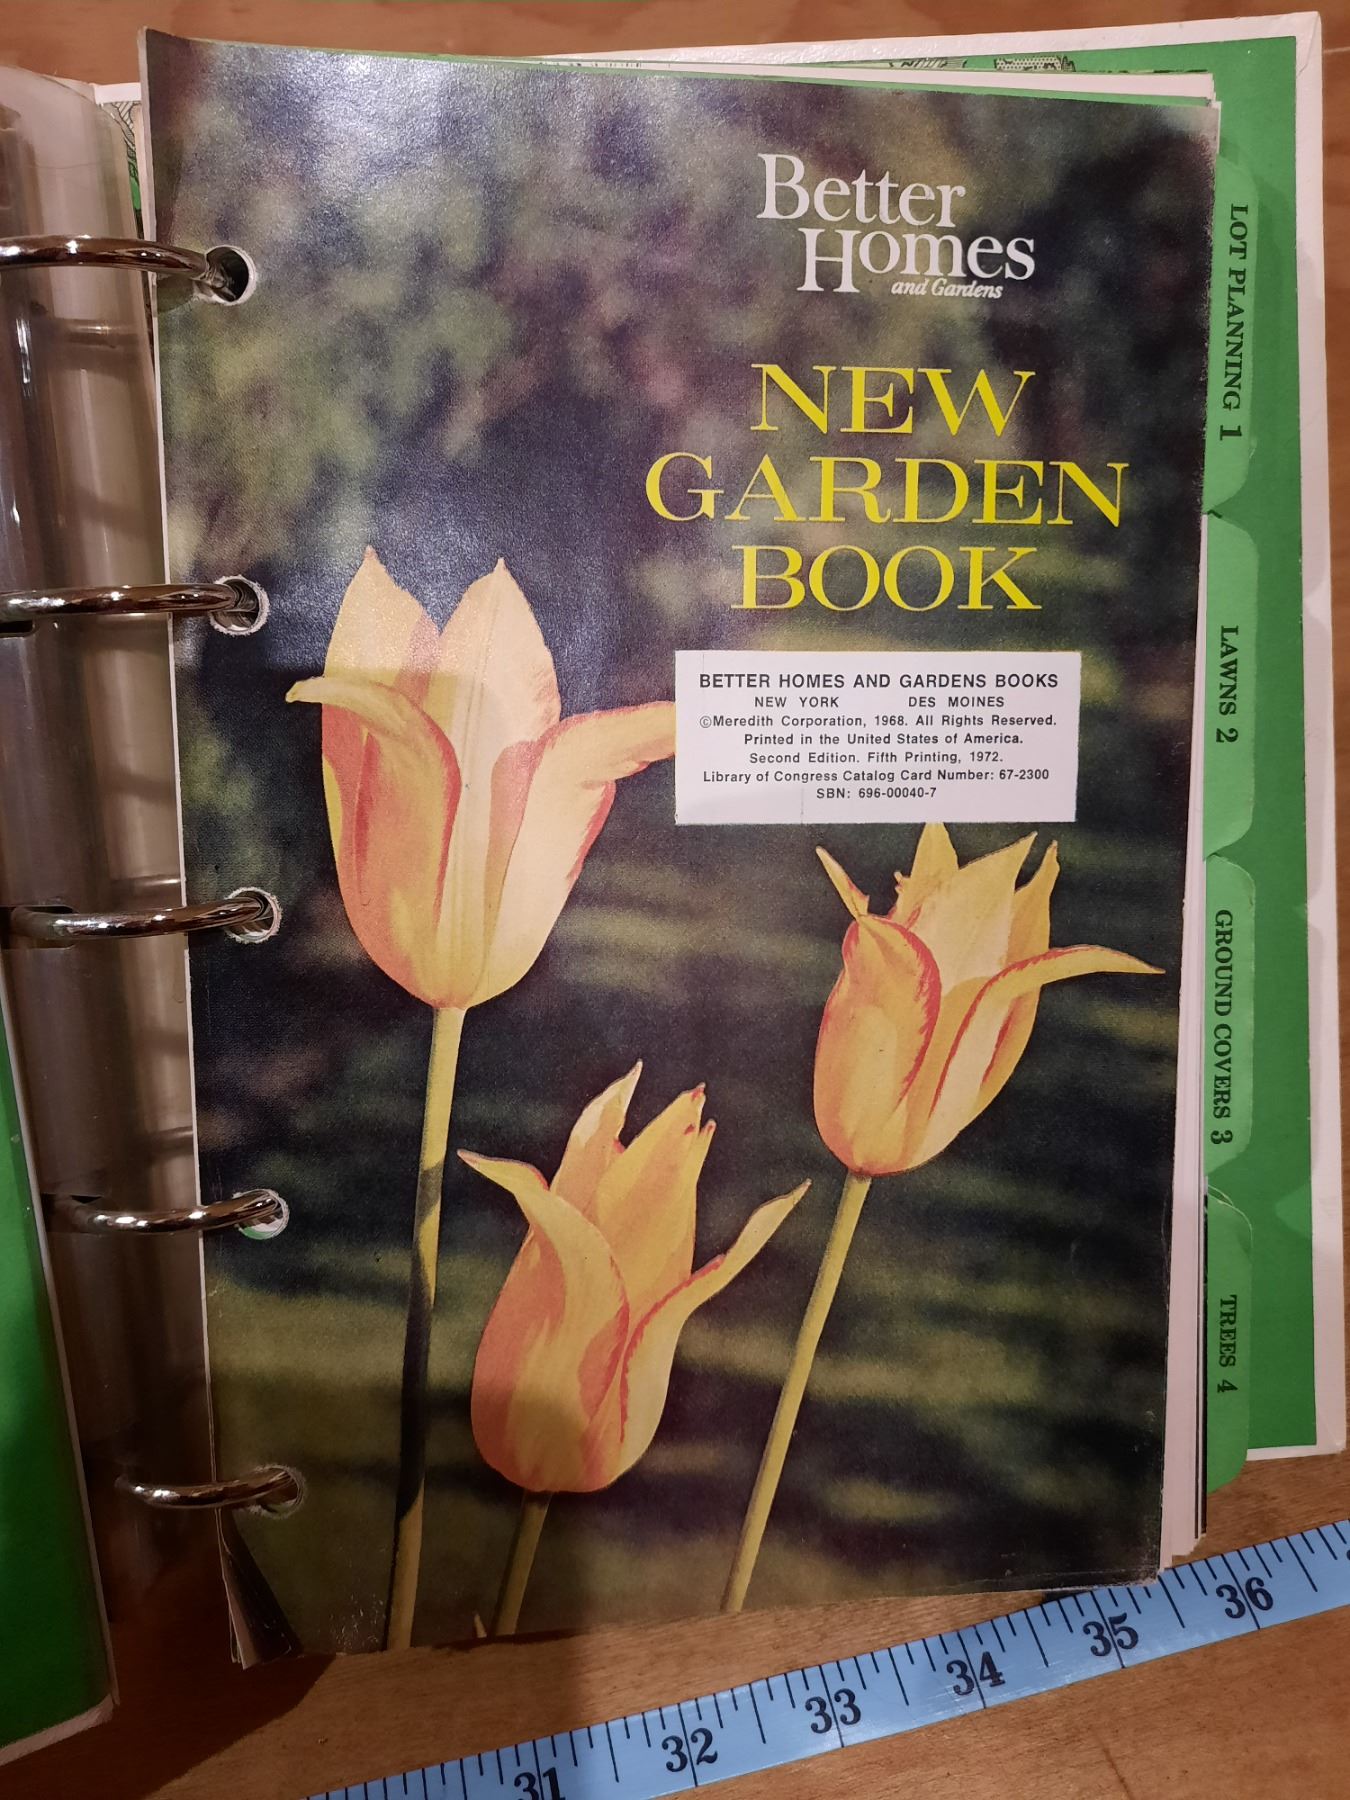 Better
Homes
and Gardens
NEW
GARDEN
BOOK
BETTER HOMES AND GARDENS BOOKS
NEW YORK DES MOINES
©Meredith Corporation, 1968. All Rights Reserved.
Printed in the United States of America.
Second Edition. Fifth Printing, 1972.
Library of Congress Catalog Card Number: 67-2300
SBN: 696-00040-7
LOT PLANNING 1
LAWNS 2
GROUND COVERS 3
TREES 4
31 32 33 34 35 36